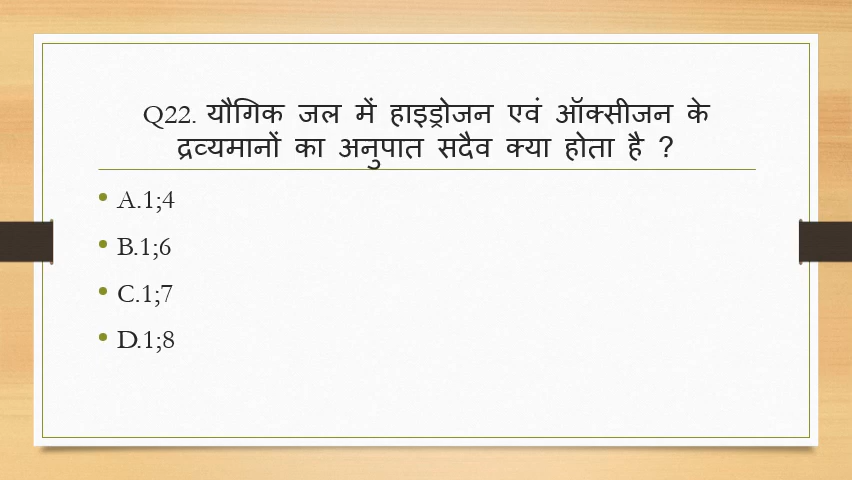 Q22. यौगिक जल में हाइड्रोजन एवं ऑक्सीजन के
द्रव्यमानों का अनुपात सदैव क्या होता है ?
• A.1;4
• B.1;6
• C.1;7
• D.1;8